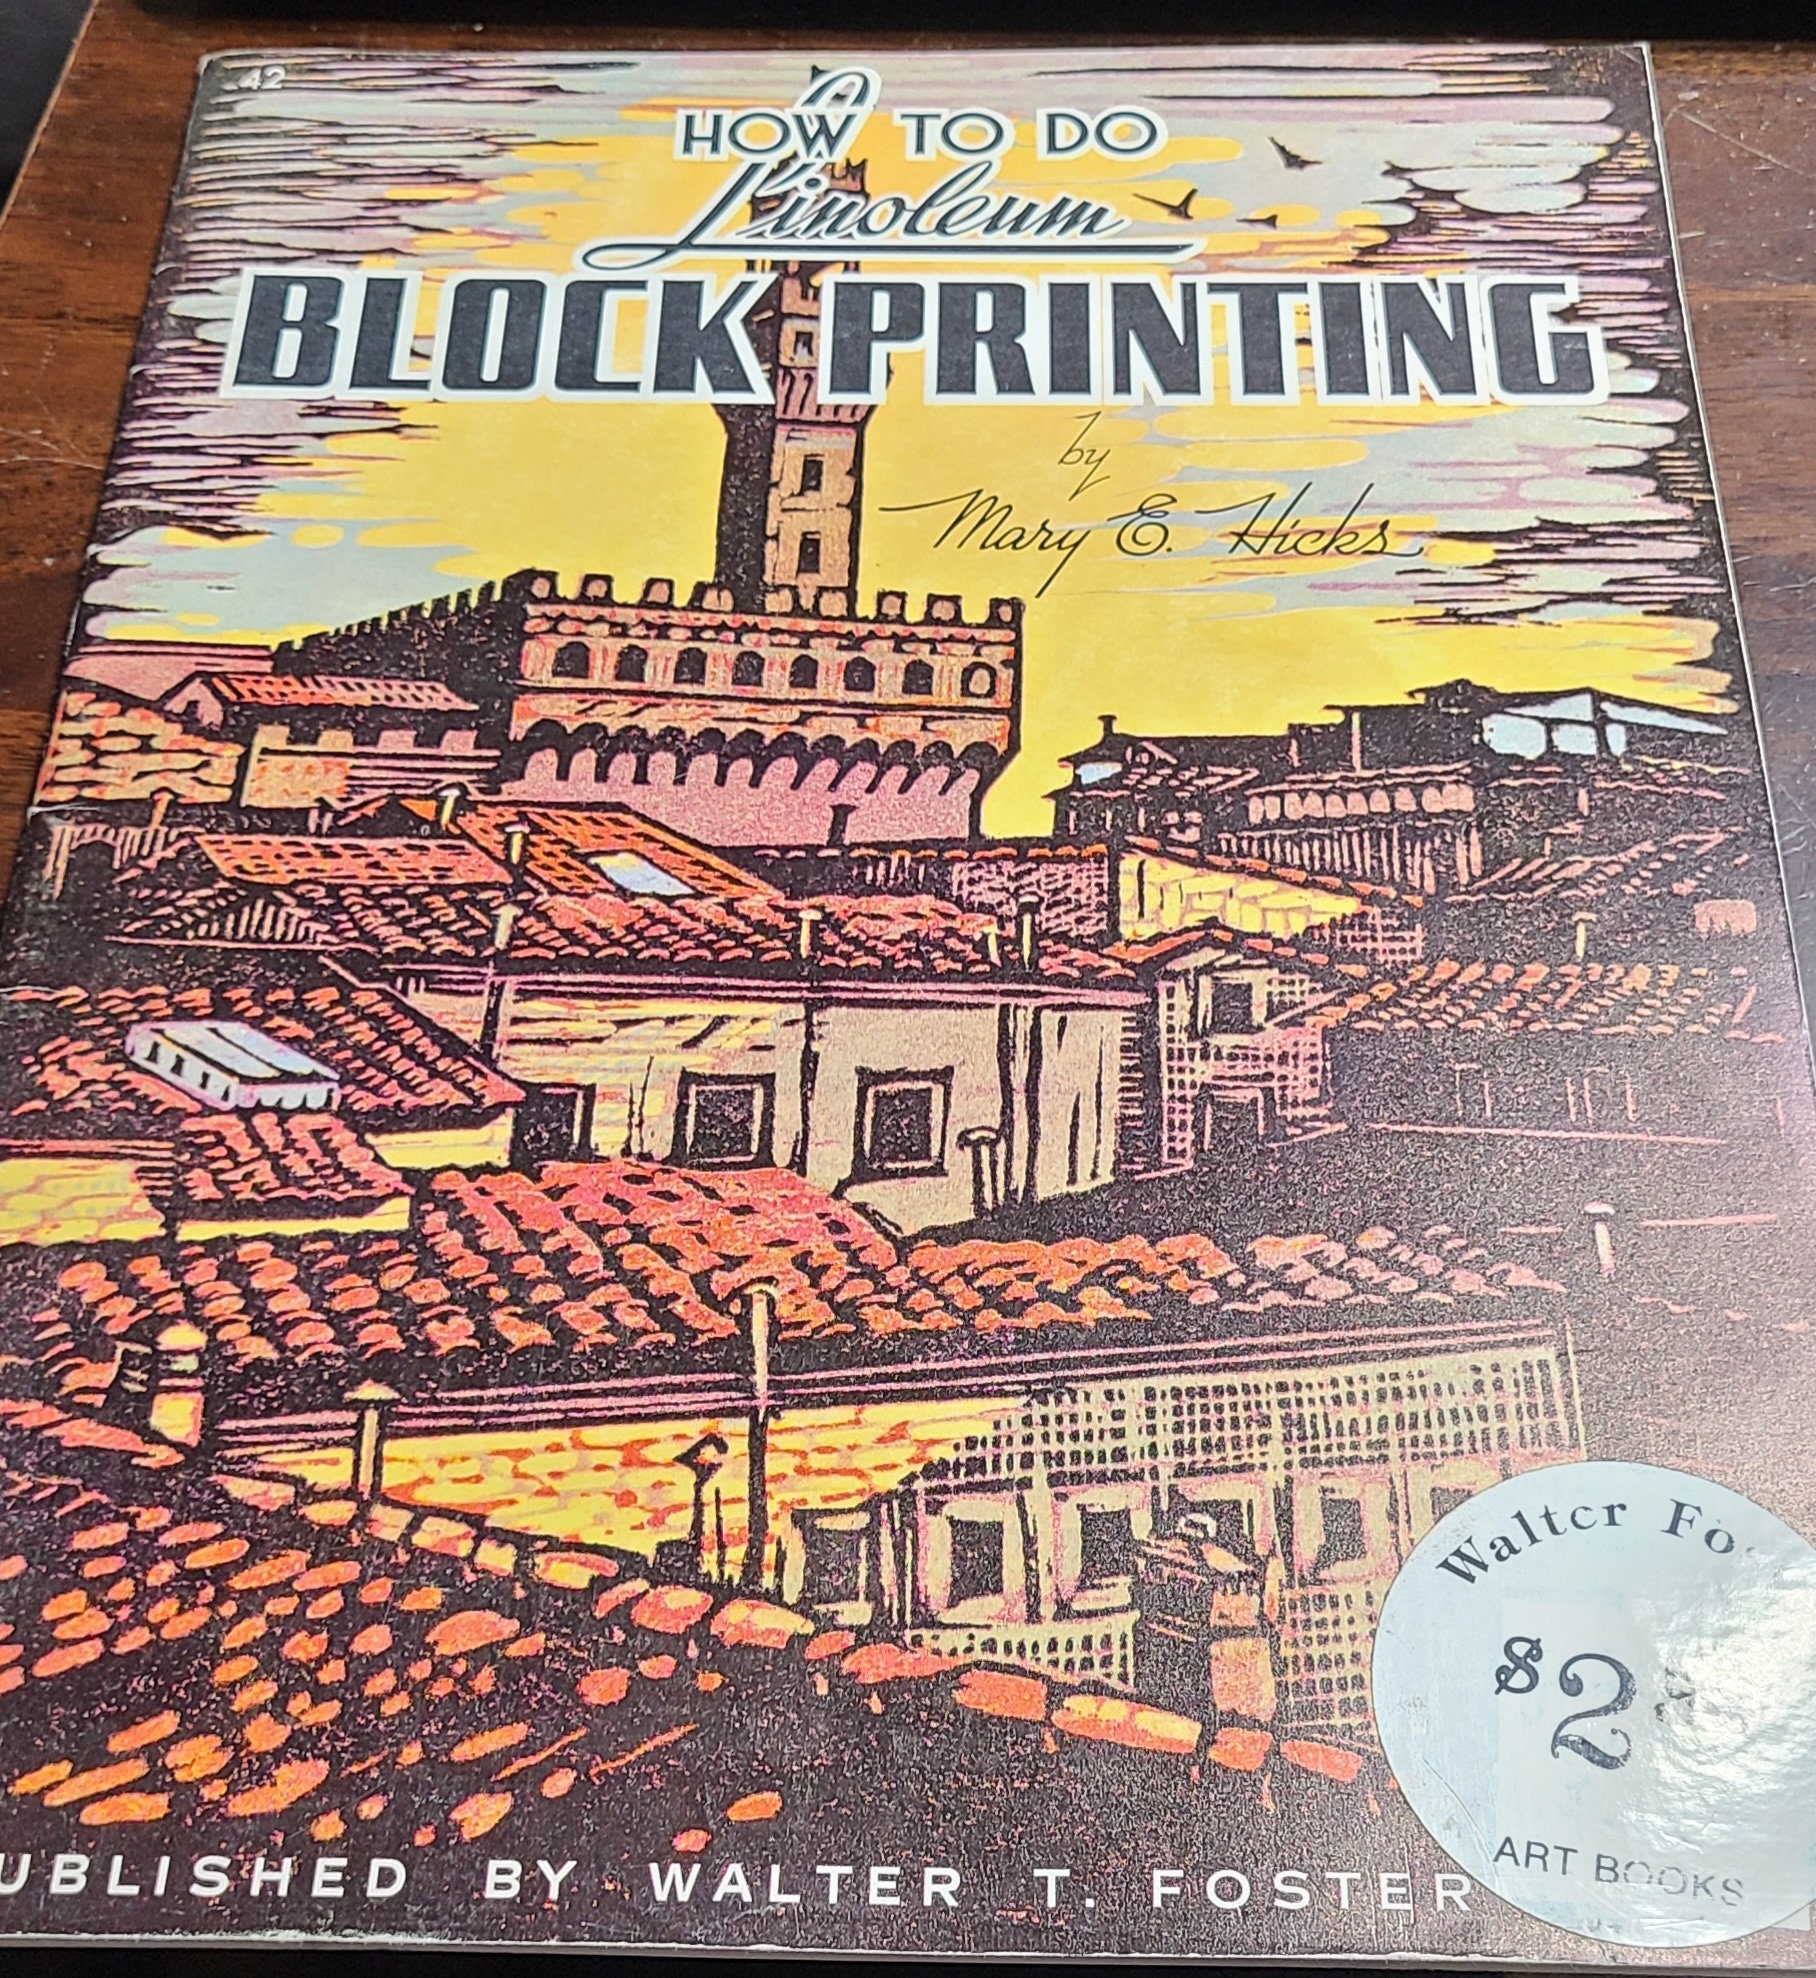 42
HOW TO DO
Linoleum
BLOCK PRINTING
by
Mary E. Hicks
Walter
$2
ART BOOKS
UBLISHED BY WALTER T. FOSTER